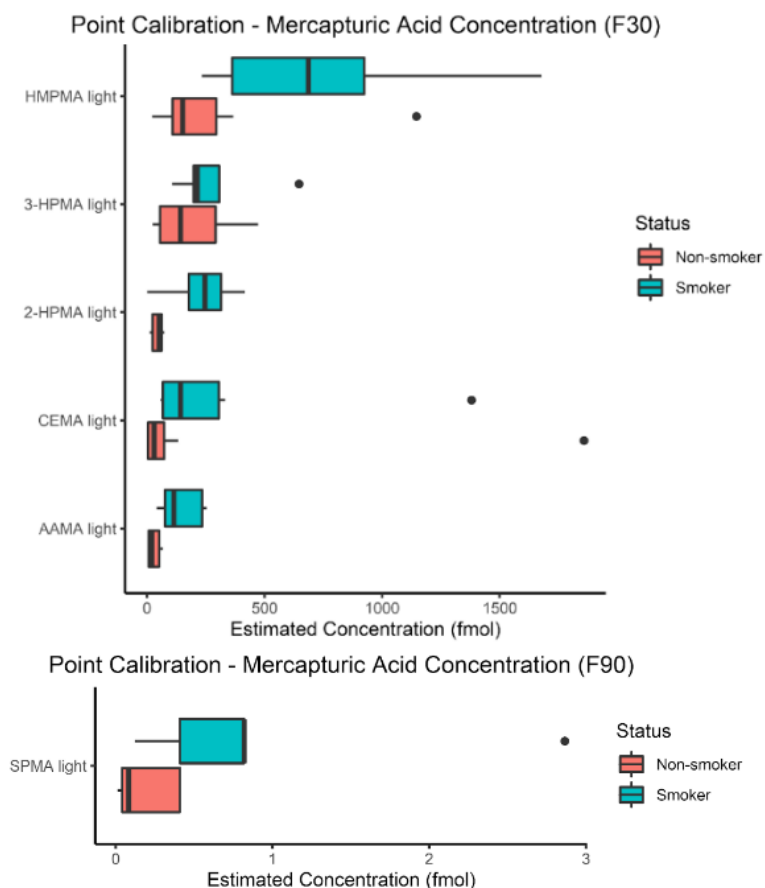 Point Calibration - Mercapturic Acid Concentration (F30)
HMPMA light
3-HPMA light
2-HPMA light
CEMA light
AAMA light
Status
Non-smoker
Smoker
0 500 1000 1500
Estimated Concentration (fmol)
Point Calibration - Mercapturic Acid Concentration (F90)
SPMA light
Status
Non-smoker
Smoker
0 1 2 3
Estimated Concentration (fmol)